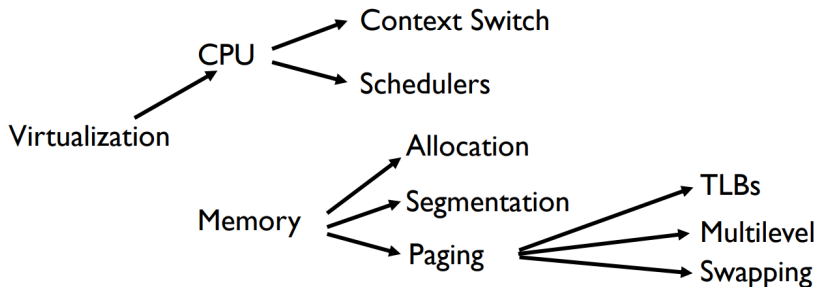 Context Switch
CPU
Schedulers
Virtualization
Allocation
TLBs
Segmentation
Memory
Multilevel
Paging
Swapping